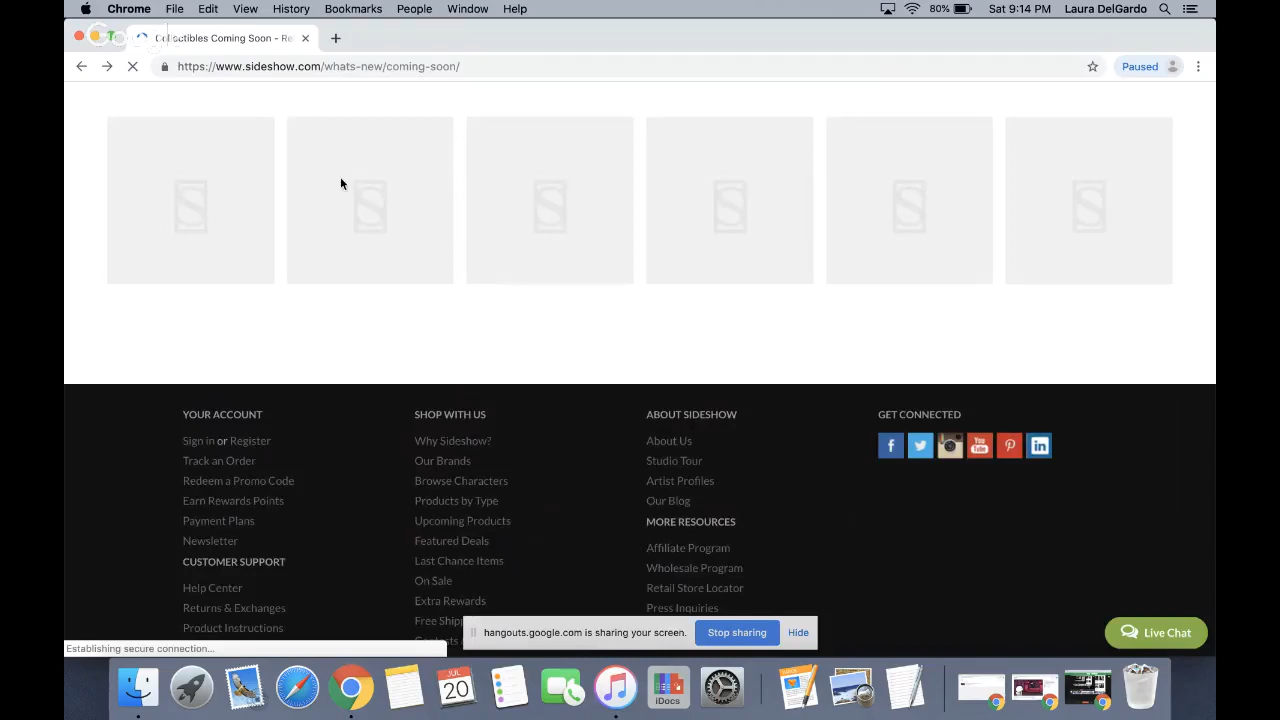 Chrome File Edit View History Bookmarks People Window Help 80% Sat 9:14 PM Laura DelGardo
Collectibles Coming Soon - Re
https://www.sideshow.com/whats-new/coming-soon/ Paused
S S S S S S
YOUR ACCOUNT
Sign in or Register
Track an Order
Redeem a Promo Code
Earn Rewards Points
Payment Plans
Newsletter
CUSTOMER SUPPORT
Help Center
Returns & Exchanges
Product Instructions
SHOP WITH US
Why Sideshow?
Our Brands
Browse Characters
Products by Type
Upcoming Products
Featured Deals
Last Chance Items
On Sale
Extra Rewards
Free Ship
ABOUT SIDESHOW
About Us
Studio Tour
Artist Profiles
Our Blog
MORE RESOURCES
Affiliate Program
Wholesale Program
Retail Store Locator
Press Inquiries
GET CONNECTED
You Tube
in
hangouts.google.com is sharing your screen. Stop sharing Hide
Live Chat
Establishing secure connection...
JUL
20
iDocs